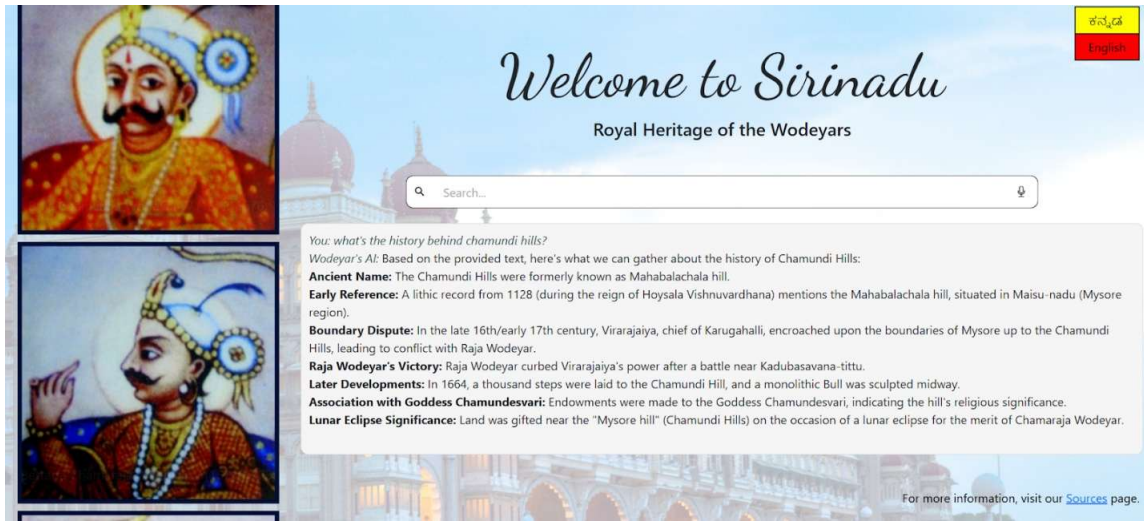 ಕನ್ನಡ
English
Welcome to Sirinadu
Royal Heritage of the Wodeyars
Search...
You: what's the history behind chamundi hills?
Wodeyar's AI: Based on the provided text, here's what we can gather about the history of Chamundi Hills:
Ancient Name: The Chamundi Hills were formerly known as Mahabalachala hill.
Early Reference: A lithic record from 1128 (during the reign of Hoysala Vishnuvardhana) mentions the Mahabalachala hill, situated in Maisu-nadu (Mysore
region).
Boundary Dispute: In the late 16th/early 17th century, Virarajaiya, chief of Karugahalli, encroached upon the boundaries of Mysore up to the Chamundi
Hills, leading to conflict with Raja Wodeyar.
Raja Wodeyar's Victory: Raja Wodeyar curbed Virarajaiya's power after a battle near Kadubasavana-tittu.
Later Developments: In 1664, a thousand steps were laid to the Chamundi Hill, and a monolithic Bull was sculpted midway.
Association with Goddess Chamundesvari: Endowments were made to the Goddess Chamundesvari, indicating the hill's religious significance.
Lunar Eclipse Significance: Land was gifted near the "Mysore hill" (Chamundi Hills) on the occasion of a lunar eclipse for the merit of Chamaraja Wodeyar.
For more information, visit our Sources page.